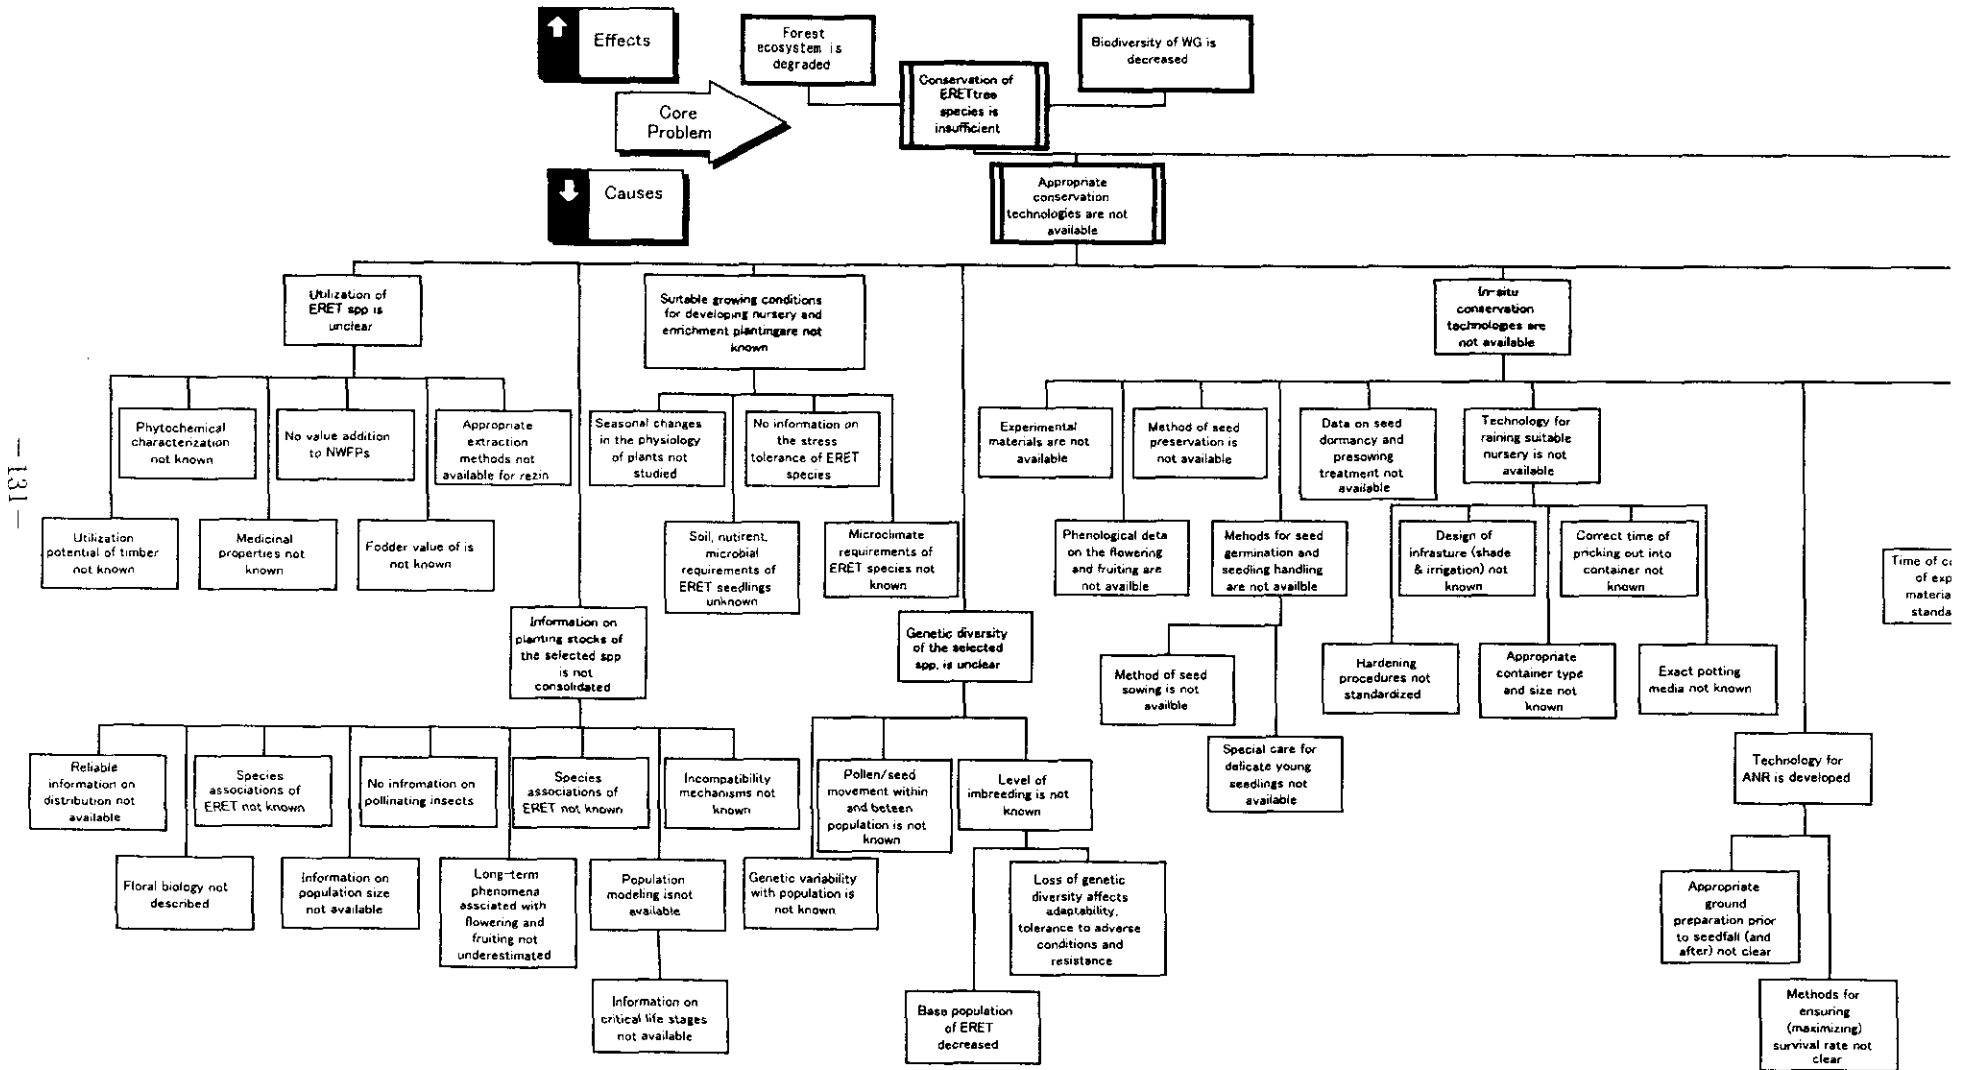 Effects
Forest
ecosystem is
degraded
Biodiversity of WG is
decreased
Core
Problem
Conservation of
ERETtree
species is
insufficient
Causes
Appropriate
conservation
technologies are not
available
Utilization of
ERET spp is
unclear
Suitable growing conditions
for developing nursery and
enrichment plantingare not
known
In-situ
conservation
technologies are
not available
Phytochemical
characterization
not known
No value addition
to NWFPs
Appropriate
extraction
methods not
available for rezin
Seasonal changes
in the physiology
of plants not
studied
No information on
the stress
tolerance of ERET
species
Experimental
materials are not
available
Method of seed
preservation is
not available
Data on seed
dormancy and
presowing
treatment not
available
Technology for
raining suitable
nursery is not
available
Utilization
potential of timber
not known
Medicinal
properties not
known
Fodder value of is
not known
Soil, nutirent,
microbial
requirements of
ERET seedlings
unknown
Microclimate
requirements of
ERET species not
known
Phenological deta
on the flowering
and fruiting are
not availble
Mehods for seed
germination and
seedling handling
are not availble
Design of
infrasture (shade
& irrigation) not
known
Correct time of
pricking out into
container not
known
Time of c
of exp
materia
standa
Information on
planting stocks of
the selected spp
is not
consolidated
Genetic diversity
of the selected
spp. is unclear
Method of seed
sowing is not
availble
Hardening
procedures not
standardized
Appropriate
container type
and size not
known
Exact potting
media not known
Special care for
delicate young
seedlings not
available
Technology for
ANR is developed
Reliable
information on
distribution not
available
Species
associations of
ERET not known
No infromation on
pollinating insects
Species
associations of
ERET not known
Incompatibility
mechanisms not
known
Pollen/seed
movement within
and beteen
population is not
known
Level of
imbreeding is not
known
Floral biology not
described
Information on
population size
not available
Long-term
phenomena
asciated with
flowering and
fruiting not
underestimated
Population
modeling isnot
available
Genetic variability
with population is
not known
Loss of genetic
diversity affects
adaptability,
tolerance to adverse
conditions and
resistance
Appropriate
ground
preparation prior
to seedfall (and
after) not clear
Information on
critical life stages
not available
Base population
of ERET
decreased
Methods for
ensuring
(maximizing)
survival rate not
clear
—131—